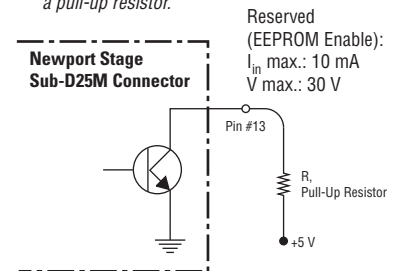 a pull-up resistor.
Reserved
(EEPROM Enable):
Iin max.: 10 mA
V max.: 30 V
Newport Stage
Sub-D25M Connector
Pin #13
R,
Pull-Up Resistor
+5 V